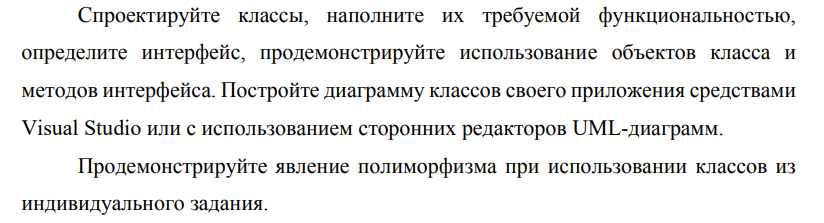 Спроектируйте классы, наполните их требуемой функциональностью,
определите интерфейс, продемонстрируйте использование объектов класса и
методов интерфейса. Постройте диаграмму классов своего приложения средствами
Visual Studio или с использованием сторонних редакторов UML-диаграмм.
Продемонстрируйте явление полиморфизма при использовании классов из
индивидуального задания.